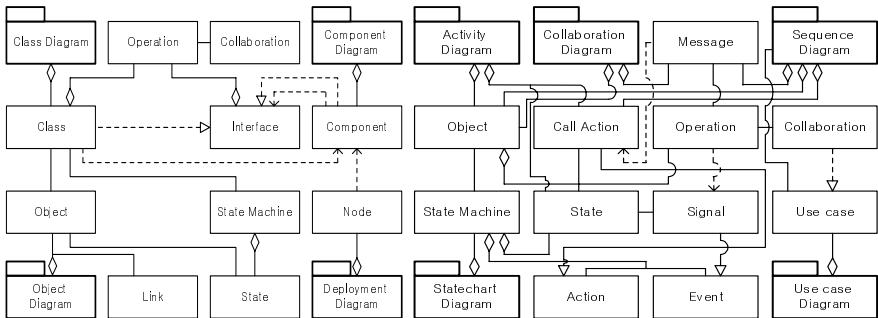 Class Diagram
Operation
Collaboration
Component
Diagram
Activity
Diagram
Collaboration
Diagram
Message
Sequence
Diagram
Class
Interface
Component
Object
Call Action
Operation
Collaboration
Object
State Machine
Node
State Machine
State
Signal
Use case
Object
Diagram
Link
State
Deployment
Diagram
Statechart
Diagram
Action
Event
Use case
Diagram